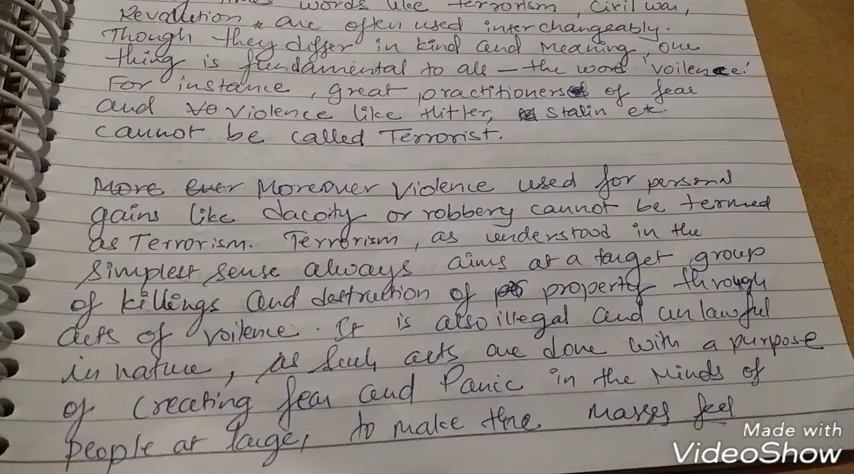 words like terrorism, civil war,
Revallution are often used interchangeably.
Though they differ in kind and Meaning, one
thing is fundamental to all — the word 'voilence'.
For instance, great practitioners of fear
and Violence like Hitler, Stalin etc.
cannot be called Terrorist.
More ever Moreover Violence used for personal
gains like dacoity or robbery cannot be termed
as Terrorism. Terrorism, as understood in the
simplest sense always aims at a target group
of killings and destruction of property through
acts of voilence. It is also illegal and unlawful
in nature, as such acts are done with a purpose
of creating fear and Panic in the Minds of
people at large, to make the masses feel
Made with
VideoShow